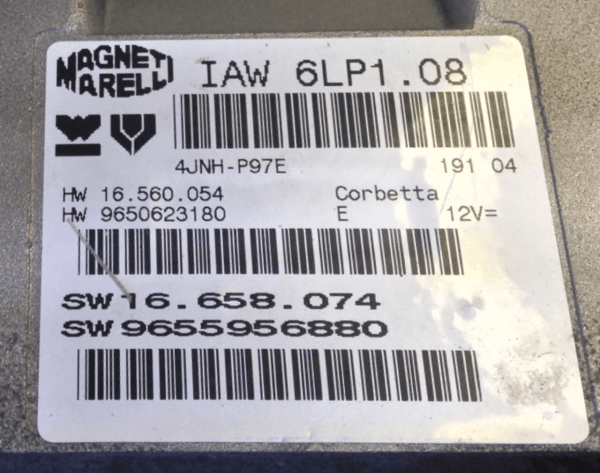 MAGNETI MARELLI IAW 6LP1.08
4JNH-P97E 191 04
HW 16.560.054 Corbetta
HW 9650623180 E 12V=
SW 16.658.074
SW 9655956880